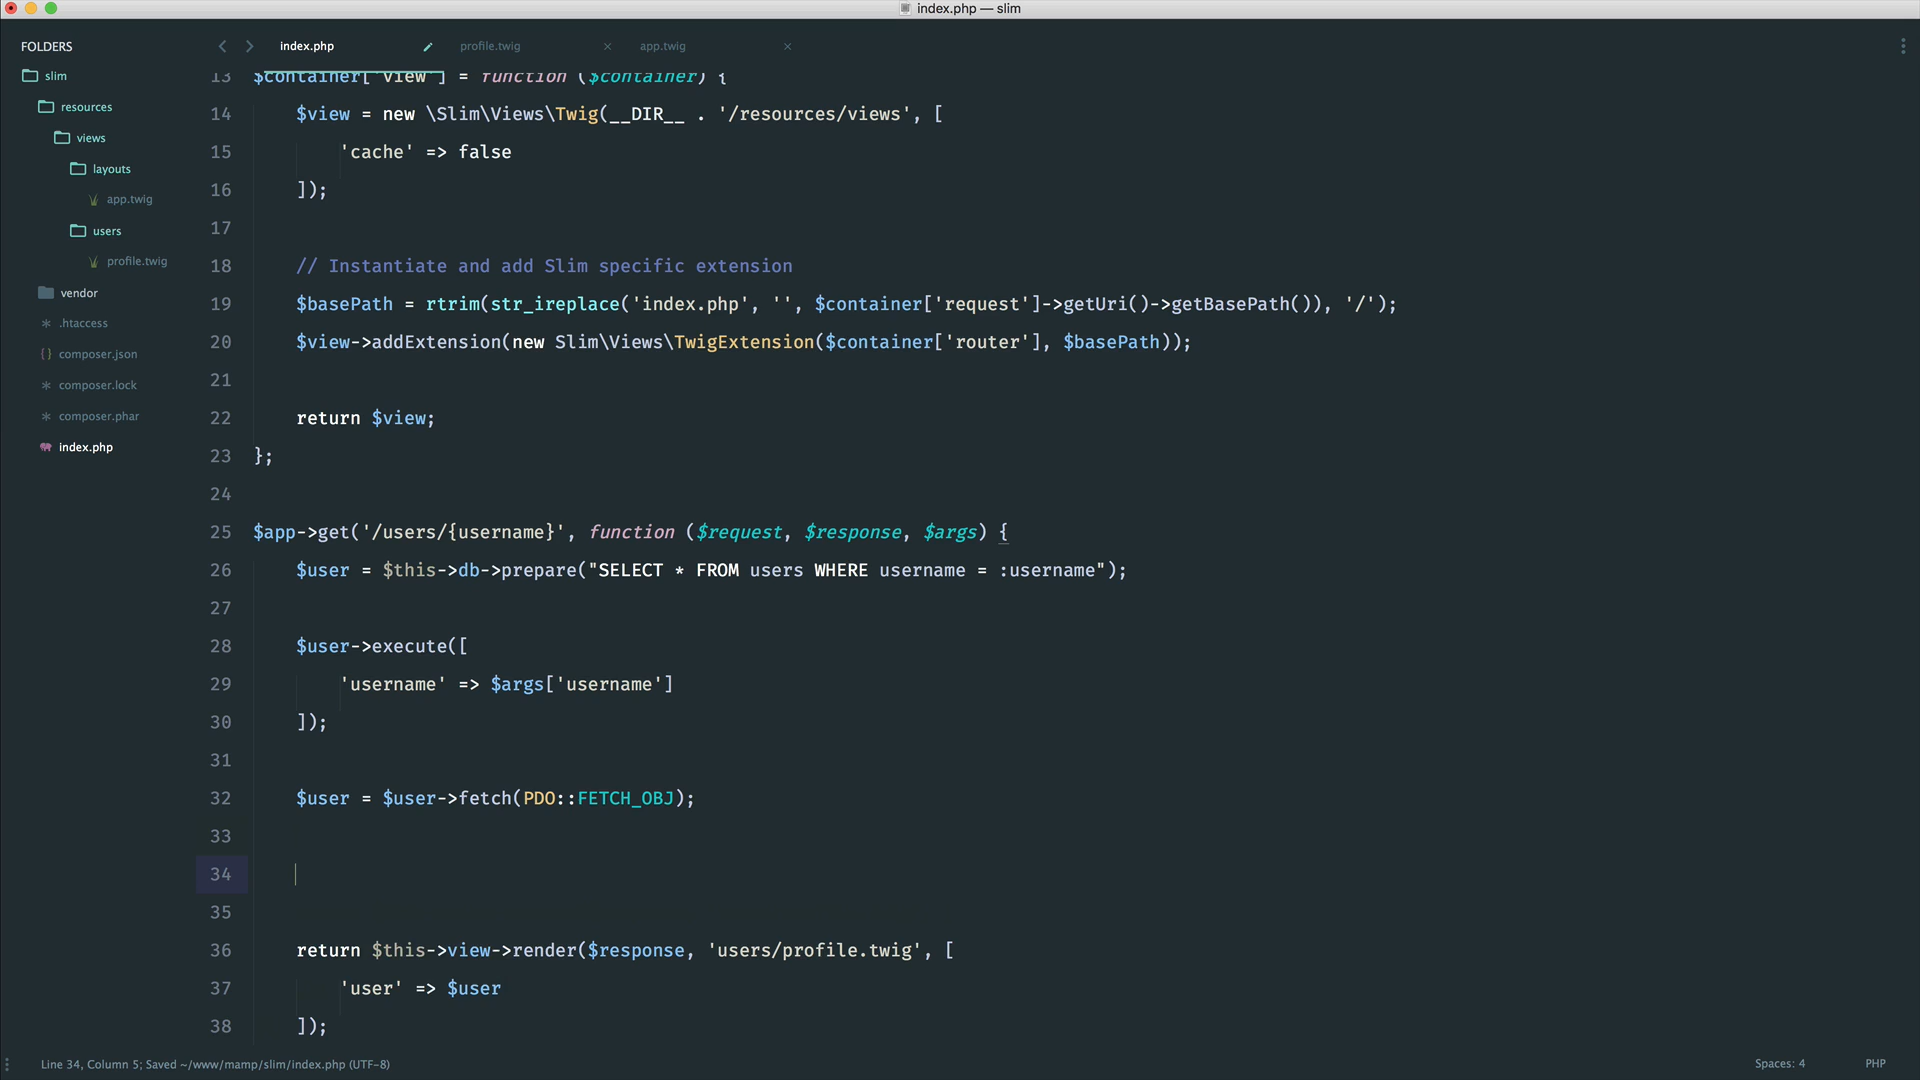 index.php — slim
FOLDERS
slim
resources
views
layouts
app.twig
users
profile.twig
vendor
.htaccess
composer.json
composer.lock
composer.phar
index.php
index.php
profile.twig
app.twig
13 $container['view'] = function ($container) {
14 $view = new \Slim\Views\Twig(__DIR__ . '/resources/views', [
15 'cache' => false
16 ]);
17
18 // Instantiate and add Slim specific extension
19 $basePath = rtrim(str_ireplace('index.php', '', $container['request']->getUri()->getBasePath()), '/');
20 $view->addExtension(new Slim\Views\TwigExtension($container['router'], $basePath));
21
22 return $view;
23 };
24
25 $app->get('/users/{username}', function ($request, $response, $args) {
26 $user = $this->db->prepare("SELECT * FROM users WHERE username = :username");
27
28 $user->execute([
29 'username' => $args['username']
30 ]);
31
32 $user = $user->fetch(PDO::FETCH_OBJ);
33
34
35
36 return $this->view->render($response, 'users/profile.twig', [
37 'user' => $user
38 ]);
Line 34, Column 5; Saved ~/www/mamp/slim/index.php (UTF-8)
Spaces: 4
PHP